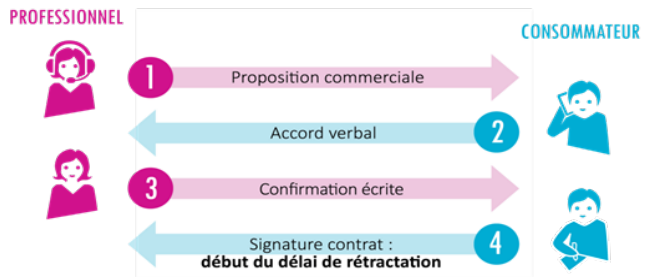 PROFESSIONNEL
CONSOMMATEUR
1 Proposition commerciale
Accord verbal 2
3 Confirmation écrite
Signature contrat : 4
début du délai de rétractation